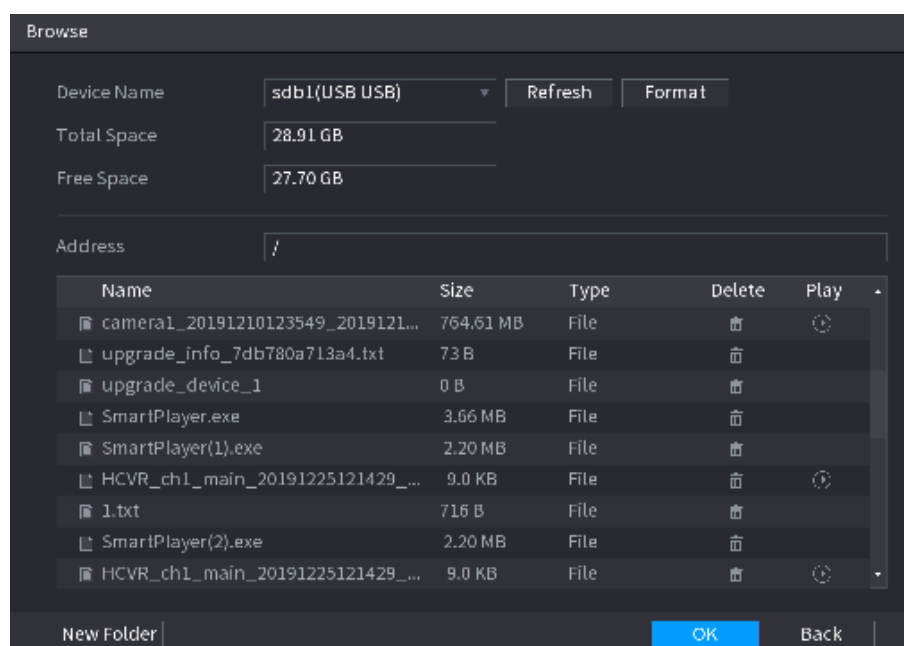 Browse
Device Name sdb1(USB USB) Refresh Format
Total Space 28.91 GB
Free Space 27.70 GB
Address /
Name Size Type Delete Play
camera1_20191210123549_2019121... 764.61 MB File
upgrade_info_7db780a713a4.txt 73 B File
upgrade_device_1 0 B File
SmartPlayer.exe 3.66 MB File
SmartPlayer(1).exe 2.20 MB File
HCVR_ch1_main_20191225121429_... 9.0 KB File
1.txt 716 B File
SmartPlayer(2).exe 2.20 MB File
HCVR_ch1_main_20191225121429_... 9.0 KB File
New Folder OK Back